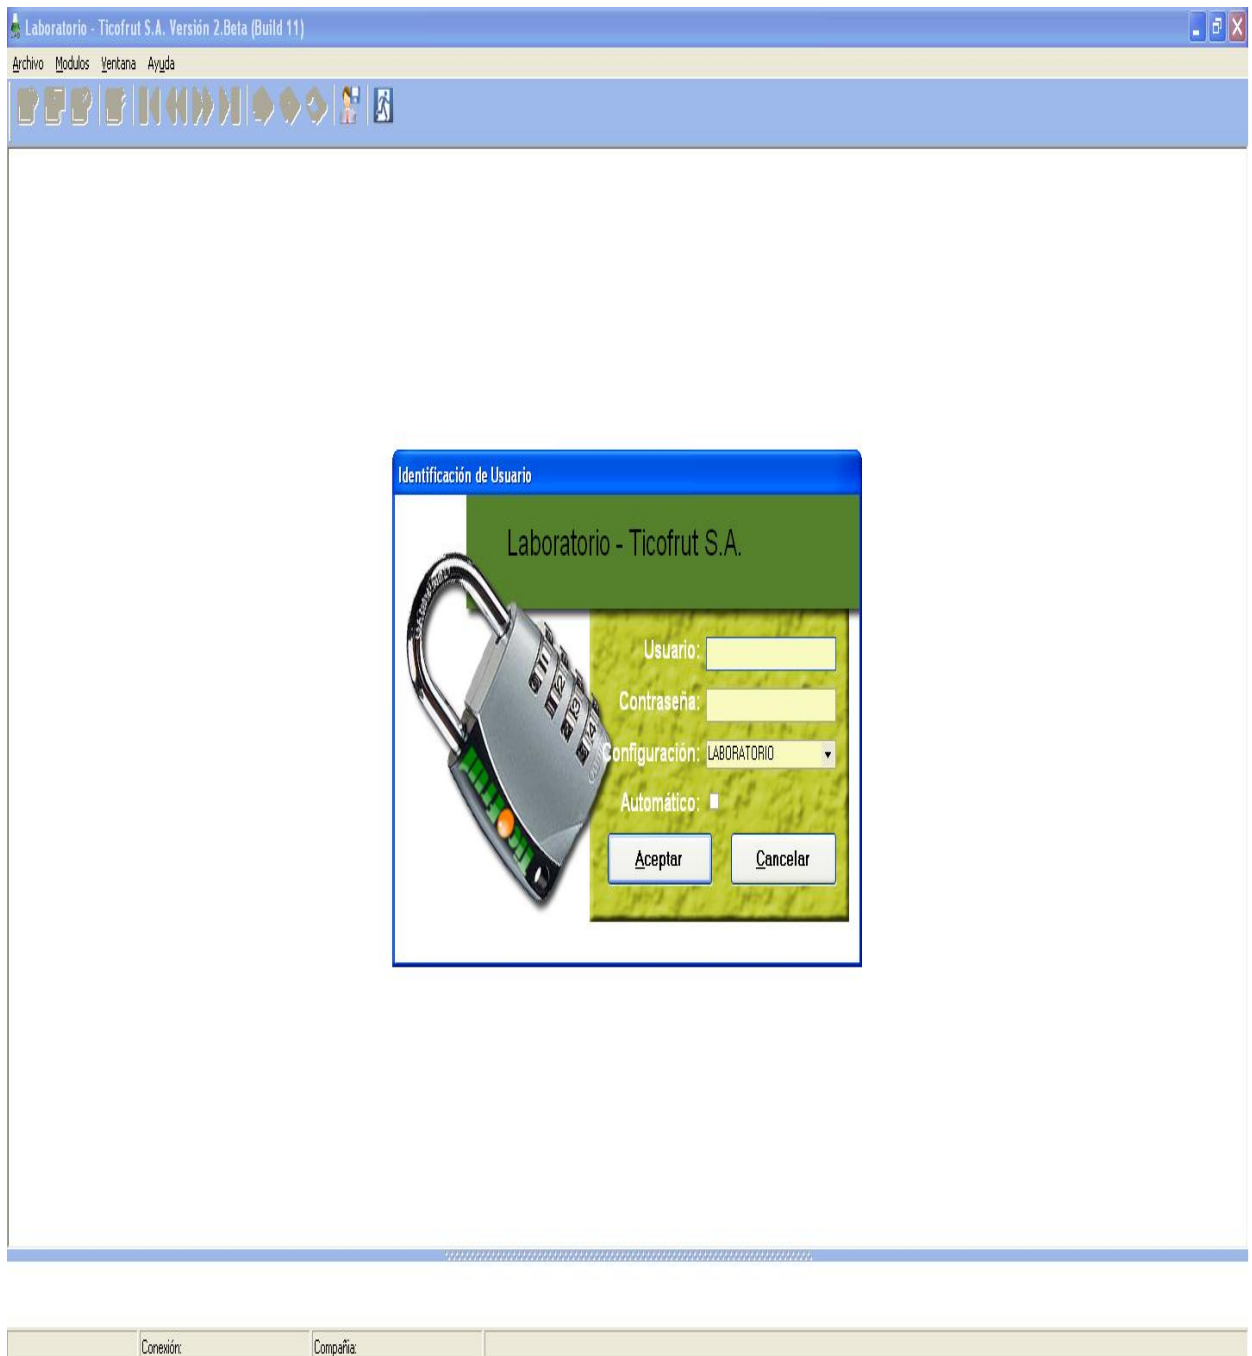 Laboratorio - Ticofrut S.A. Versión 2.Beta (Build 11)
Archivo Modulos Ventana Ayuda
Identificación de Usuario
Laboratorio - Ticofrut S.A.
Usuario:
Contraseña:
Configuración: LABORATORIO
Automático:
Aceptar Cancelar
Conexión: Compañia: